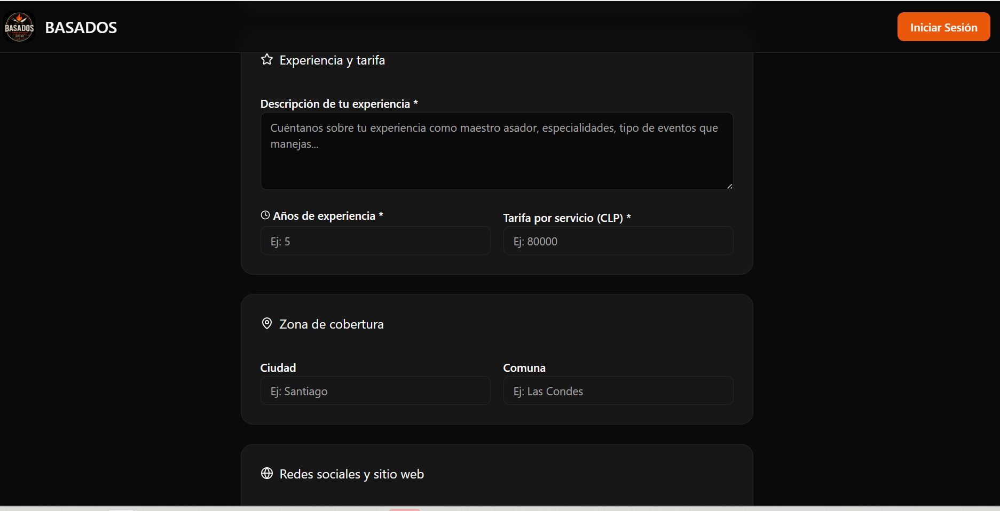 BASADOS
BASADOS
Iniciar Sesión
Experiencia y tarifa
Descripción de tu experiencia *
Cuéntanos sobre tu experiencia como maestro asador, especialidades, tipo de eventos que
manejas...
Años de experiencia *
Tarifa por servicio (CLP) *
Ej: 5
Ej: 80000
Zona de cobertura
Ciudad
Comuna
Ej: Santiago
Ej: Las Condes
Redes sociales y sitio web